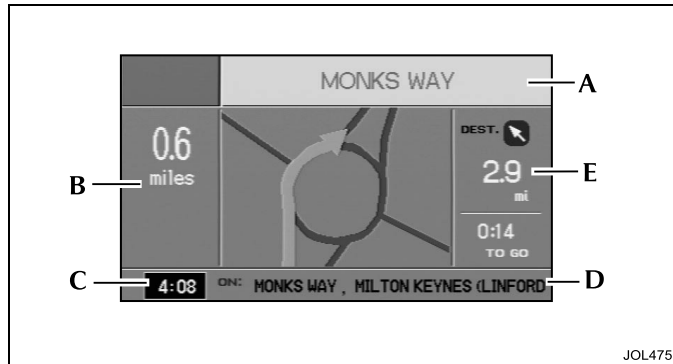 MONKS WAY
A
0.6
miles
B
DEST.
2.9
mi
E
0:14
TO GO
C
4:08
ON: MONKS WAY , MILTON KEYNES (LINFORD
D
JOL475